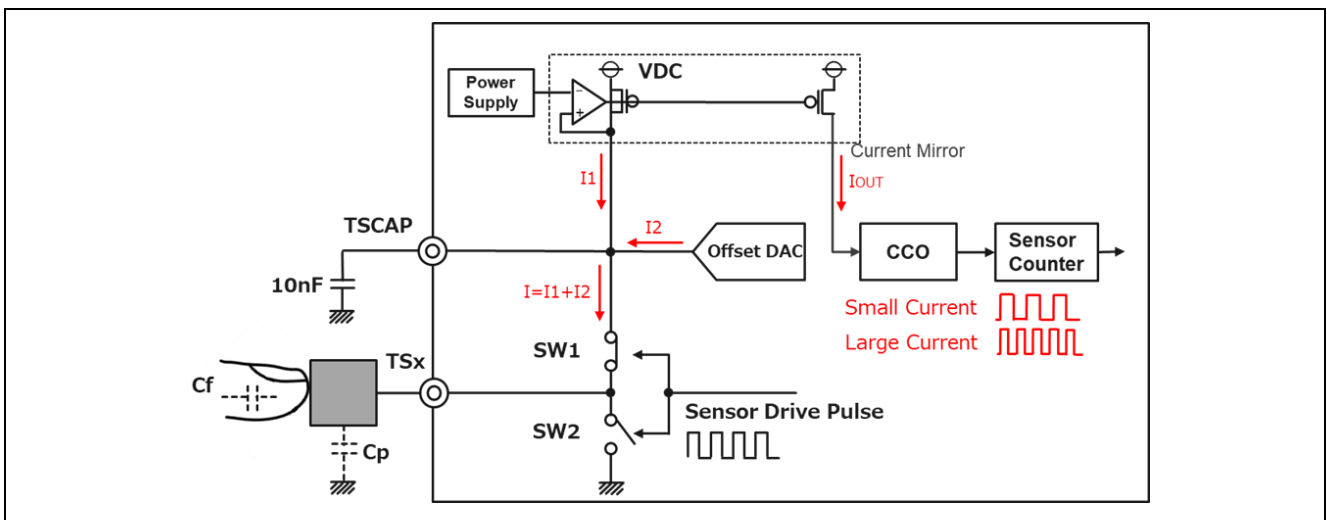 VDC
Power
Supply
−
+
Current Mirror
I1
IOUT
TSCAP
I2
Offset DAC
CCO
Sensor
Counter
10nF
I=I1+I2
Small Current
Large Current
SW1
TSx
Cf
Sensor Drive Pulse
SW2
Cp